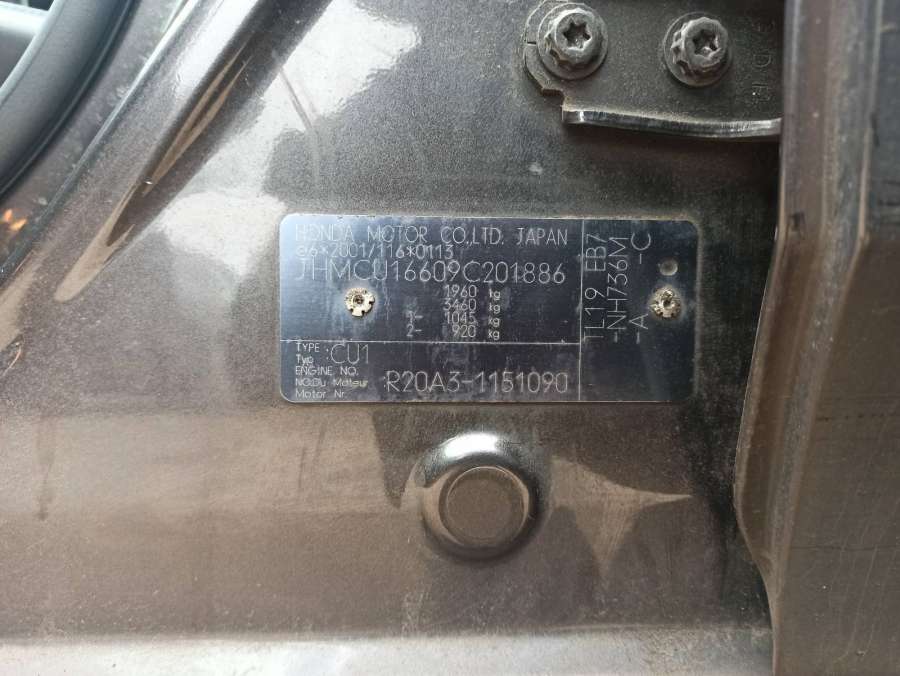 HONDA MOTOR CO.,LTD. JAPAN
e6*2001/116*0113
JHMCU16609C201886
1960 kg
3460 kg
1- 1045 kg
2- 920 kg
TYPE :
Typ
CU1
ENGINE NO.
NO.Du Moteur
Motor Nr.
R20A3-1151090
TL19 EB7
-NH736M -C
-A